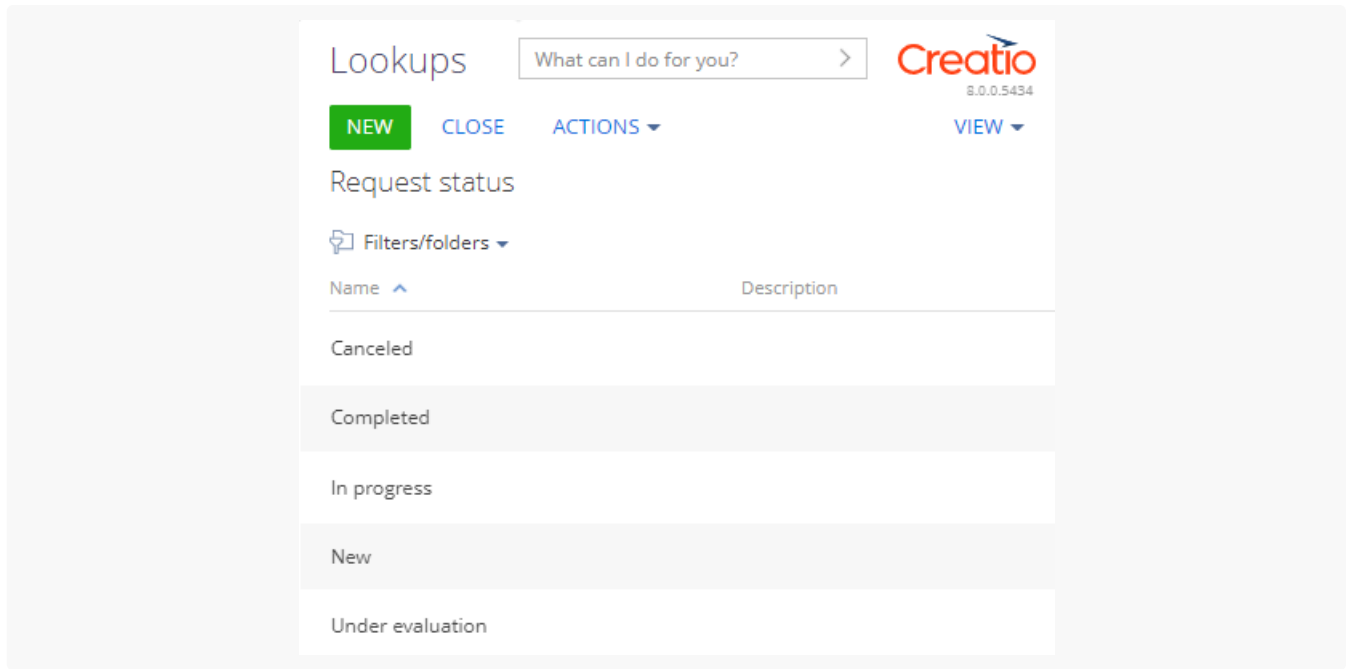 Lookups
What can I do for you?
Creatio
8.0.0.5434
NEW CLOSE ACTIONS VIEW
Request status
Filters/folders
Name Description
Canceled
Completed
In progress
New
Under evaluation